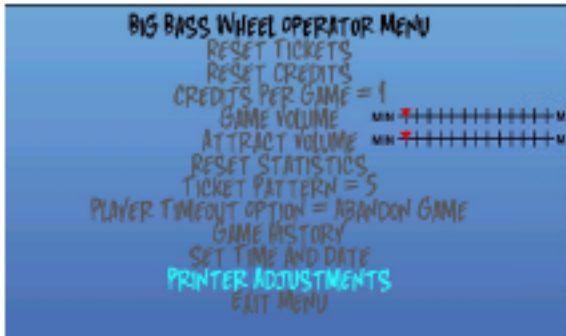 BIG BASS WHEEL OPERATOR MENU
RESET TICKETS
RESET CREDITS
CREDITS PER GAME = 1
GAME VOLUME MIN
ATTRACT VOLUME MIN
RESET STATISTICS
TICKET PATTERN = 5
PLAYER TIMEOUT OPTION = ABANDON GAME
GAME HISTORY
SET TIME AND DATE
PRINTER ADJUSTMENTS
EXIT MENU